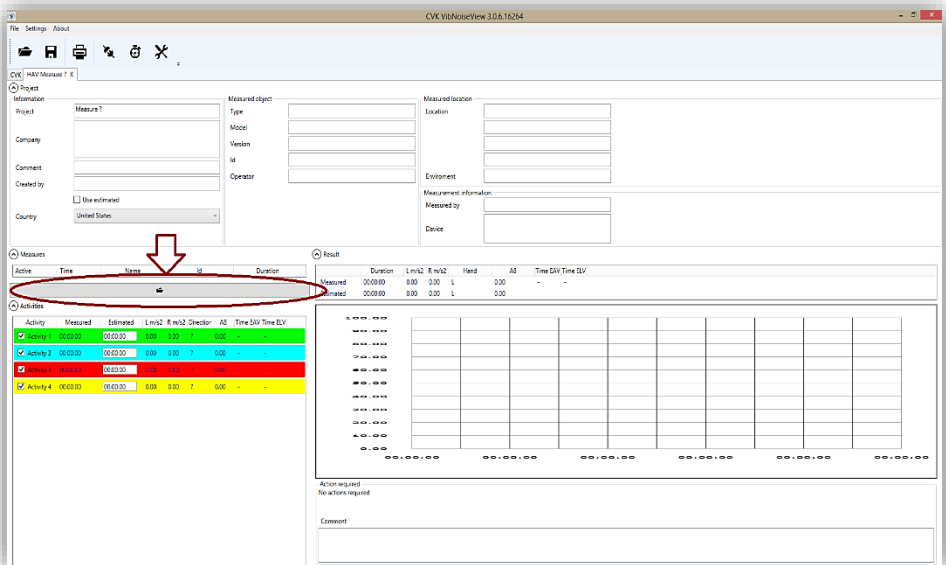 CVK VibNoiseView 3.0.6.16264
File Settings About
CVK HAV Measure ? X
Project
Information
Project Measure ?
Company
Comment
Created by
Use estimated
Country United States
Measured object
Type
Model
Version
Id
Operator
Measured location
Location
Enviroment
Measurement information
Measured by
Device
Measures
Active Time Name Id Duration
Activities
Activity Measured Estimated L m/s2 R m/s2 Direction A8 Time EAV Time ELV
Activity 1 00:00:00 00:00:00 0.00 0.00 ? 0.00 - -
Activity 2 00:00:00 00:00:00 0.00 0.00 ? 0.00 - -
Activity 3 00:00:00 00:00:00 0.00 0.00 ? 0.00 - -
Activity 4 00:00:00 00:00:00 0.00 0.00 ? 0.00 - -
Result
Duration L m/s2 R m/s2 Hand A8 Time EAV Time ELV
Measured 00:00:00 0.00 0.00 L 0.00 - -
Estimated 00:00:00 0.00 0.00 L 0.00
100.00
90.00
80.00
70.00
60.00
50.00
40.00
30.00
20.00
10.00
0.00
00:00:00 00:00:00 00:00:00 00:00:00 00:00:00 00:00:00
Action required
No actions required
Comment